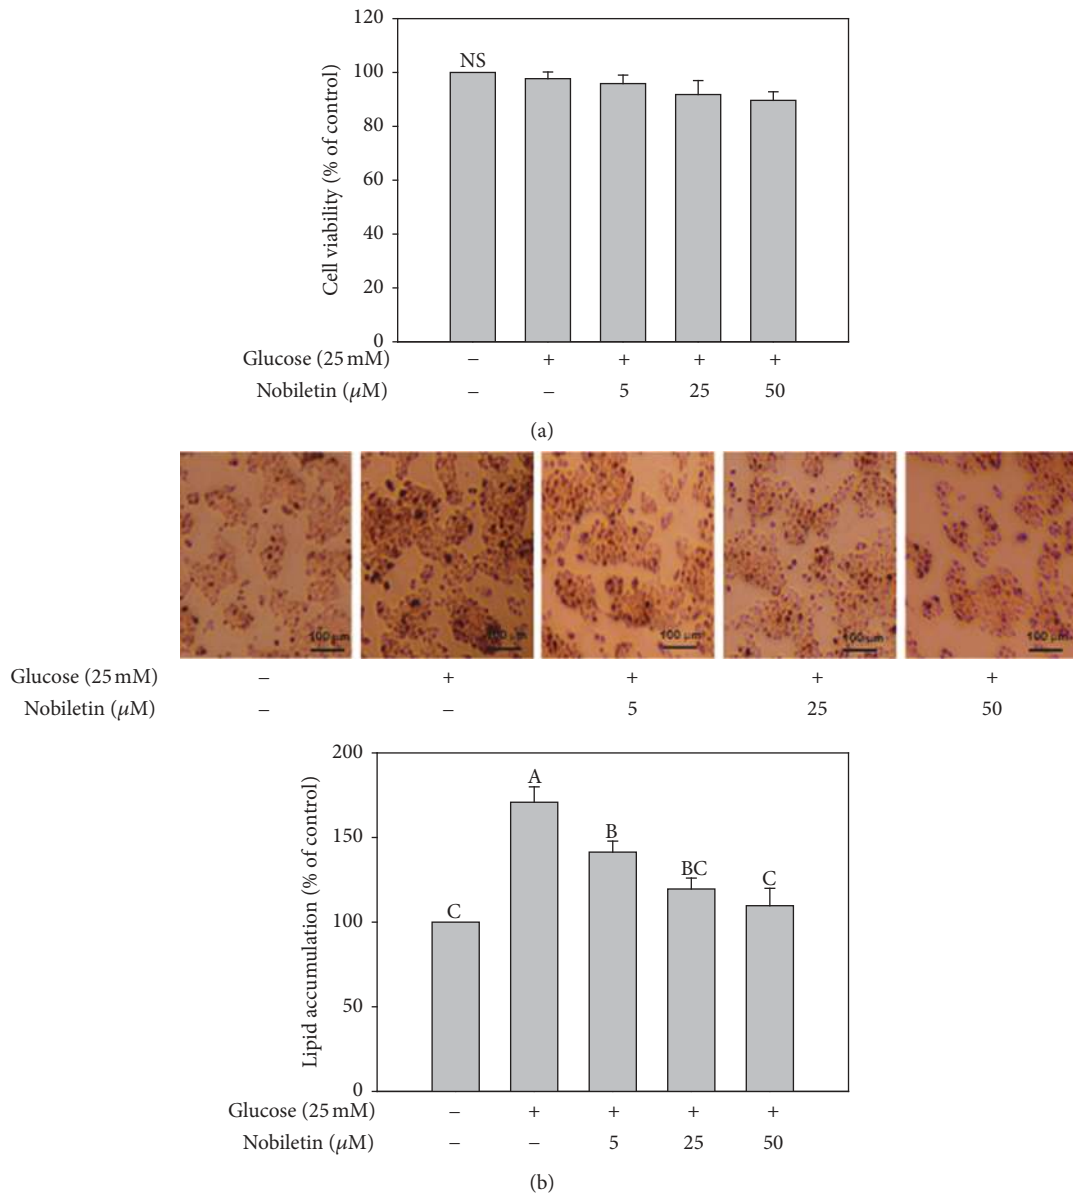 120
100
80
60
40
20
0
Cell viability (% of control)
NS
Glucose (25 mM) – + + + +
Nobiletin (μM) – – 5 25 50
(a)
100 μm 100 μm 100 μm 100 μm 100 μm
Glucose (25 mM) – + + + +
Nobiletin (μM) – – 5 25 50
200
150
100
50
0
Lipid accumulation (% of control)
C A B BC C
Glucose (25 mM) – + + + +
Nobiletin (μM) – – 5 25 50
(b)